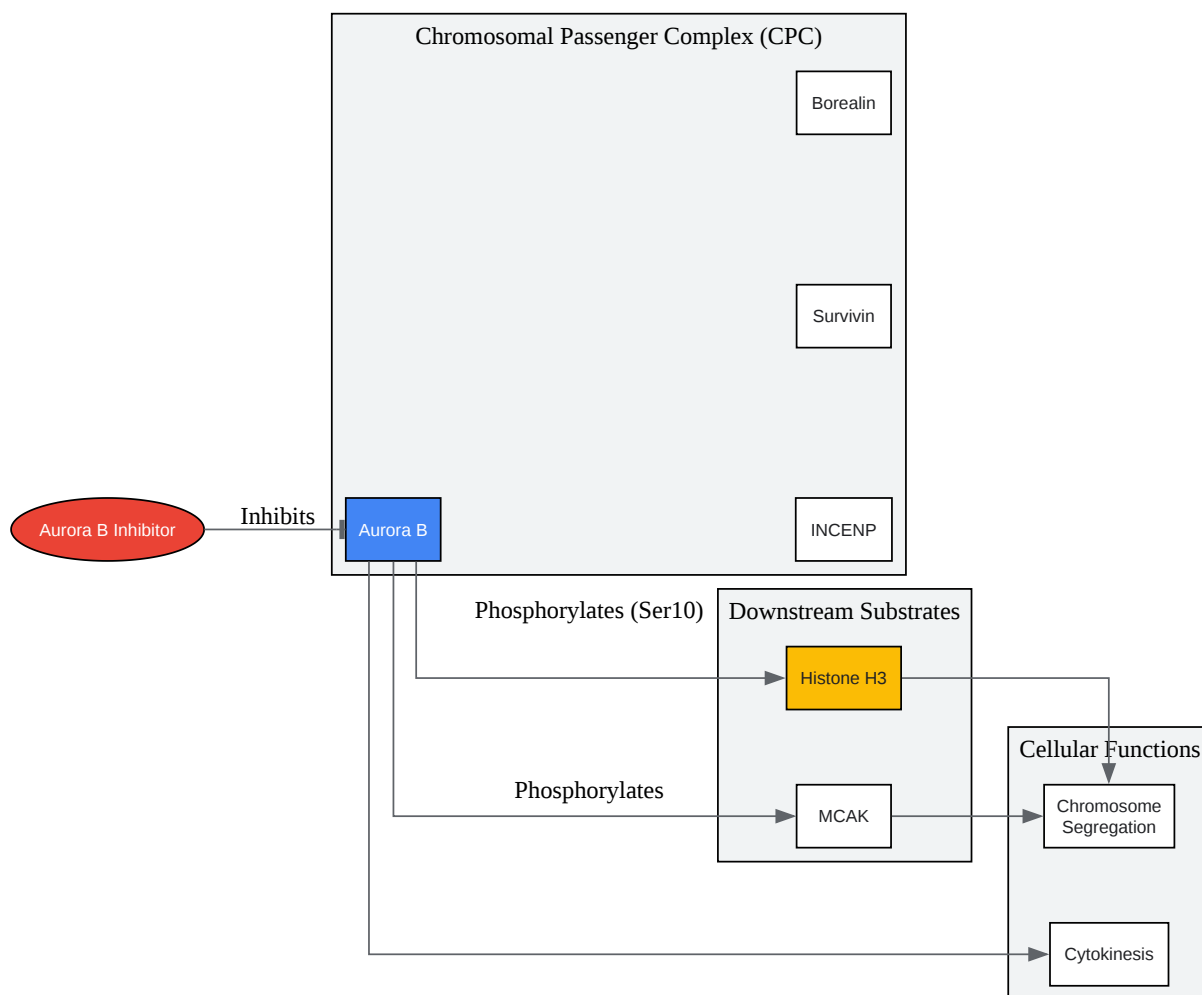 Chromosomal Passenger Complex (CPC)
Borealin
Survivin
Aurora B Inhibitor
Inhibits
Aurora B
INCENP
Phosphorylates (Ser10)
Downstream Substrates
Histone H3
Cellular Functions
Phosphorylates
MCAK
Chromosome
Segregation
Cytokinesis